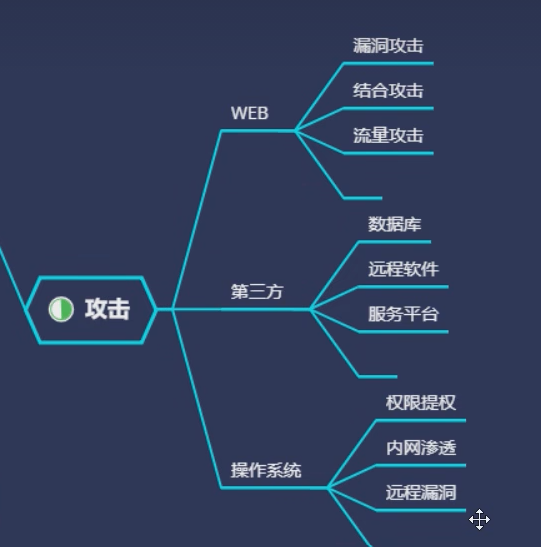 漏洞攻击
结合攻击
WEB
流量攻击
数据库
远程软件
第三方
服务平台
攻击
权限提权
内网渗透
操作系统
远程漏洞